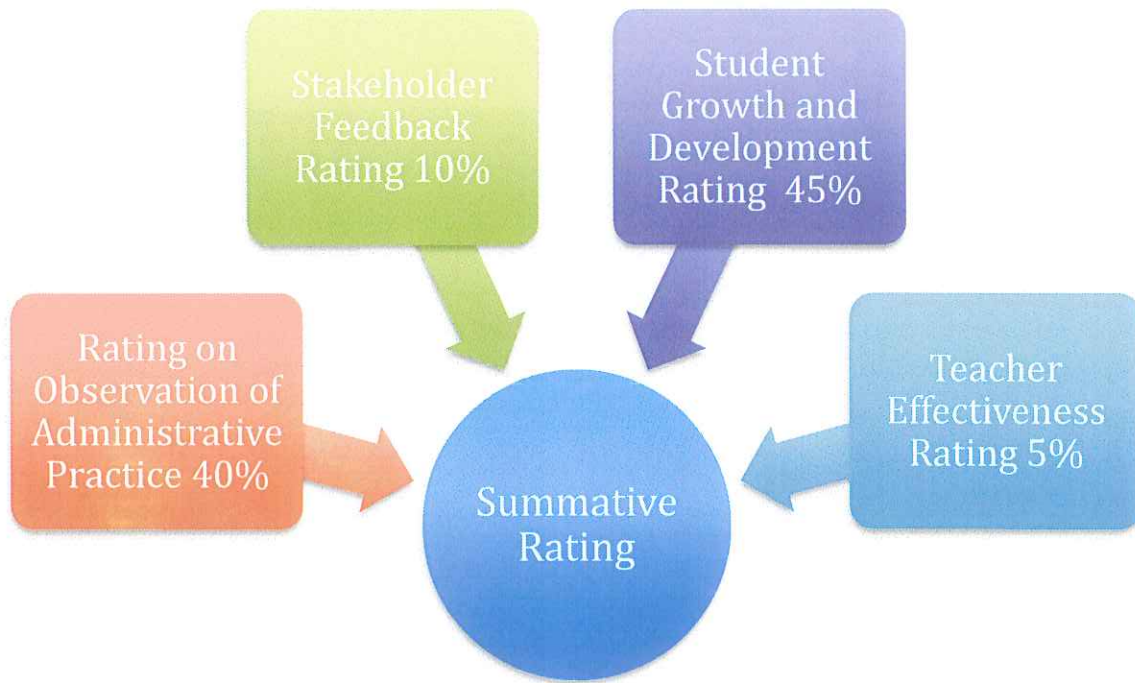 Stakeholder
Feedback
Rating 10%
Student
Growth and
Development
Rating 45%
Rating on
Observation of
Administrative
Practice 40%
Teacher
Effectiveness
Rating 5%
Summative
Rating